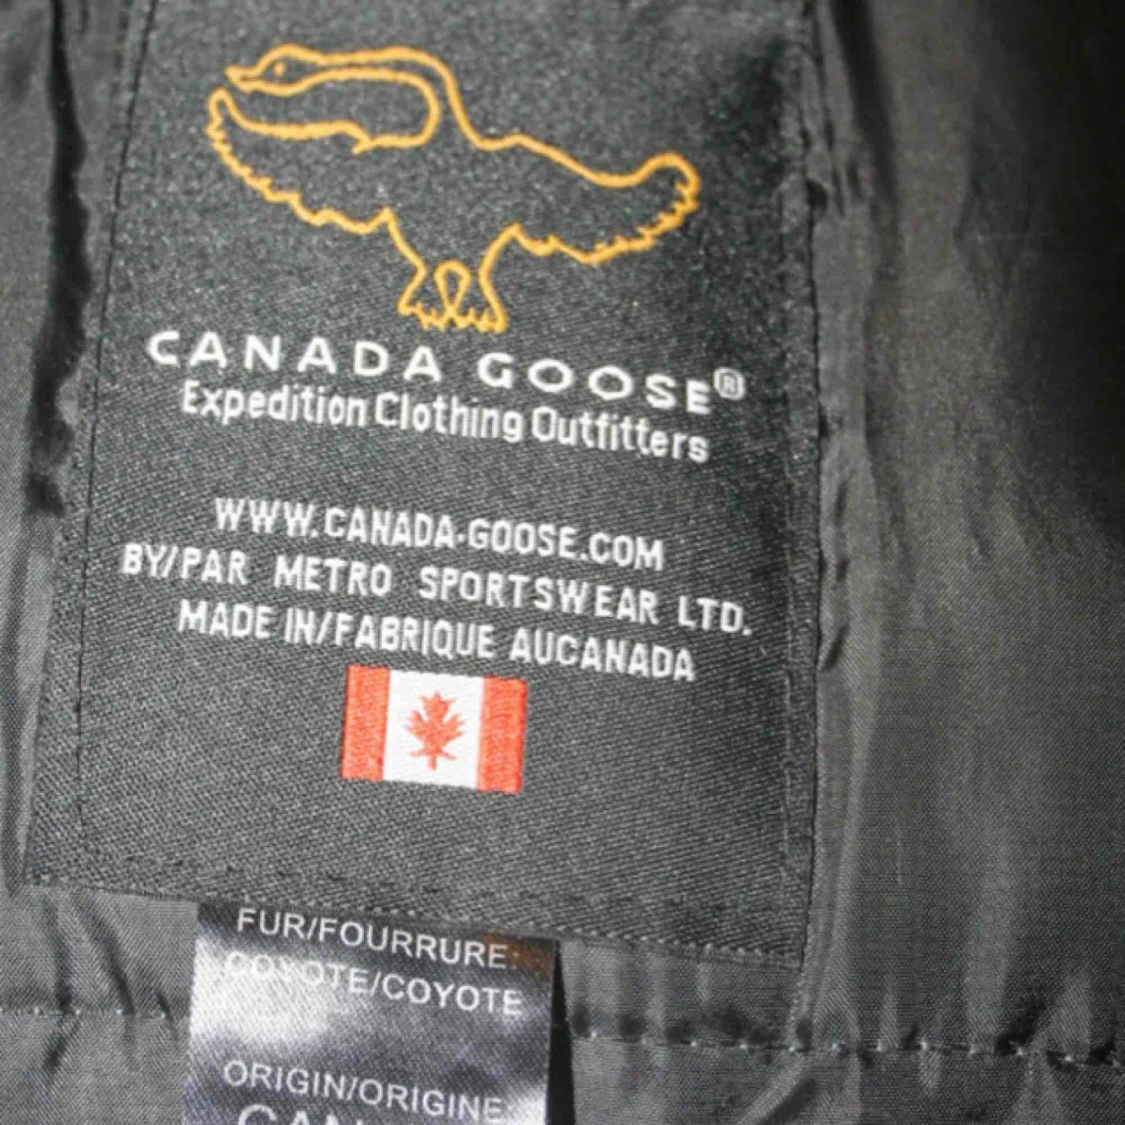 CANADA GOOSE®
Expedition Clothing Outfitters
WWW.CANADA-GOOSE.COM
BY/PAR METRO SPORTSWEAR LTD.
MADE IN/FABRIQUE AUCANADA
FUR/FOURRURE:
COYOTE/COYOTE
ORIGIN/ORIGINE: